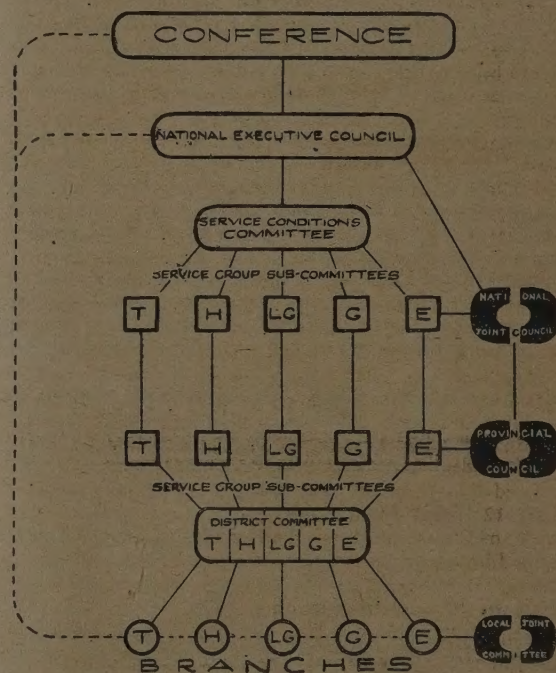 CONFERENCE
NATIONAL EXECUTIVE COUNCIL
SERVICE CONDITIONS
COMMITTEE
SERVICE GROUP SUB-COMMITTEES
T H LG G E
NATIONAL
JOINT COUNCIL
T H LG G E
PROVINCIAL
COUNCIL
SERVICE GROUP SUB-COMMITTEES
DISTRICT COMMITTEE
T H LG G E
T H LG G E
LOCAL JOINT
COMMITTEE
BRANCHES